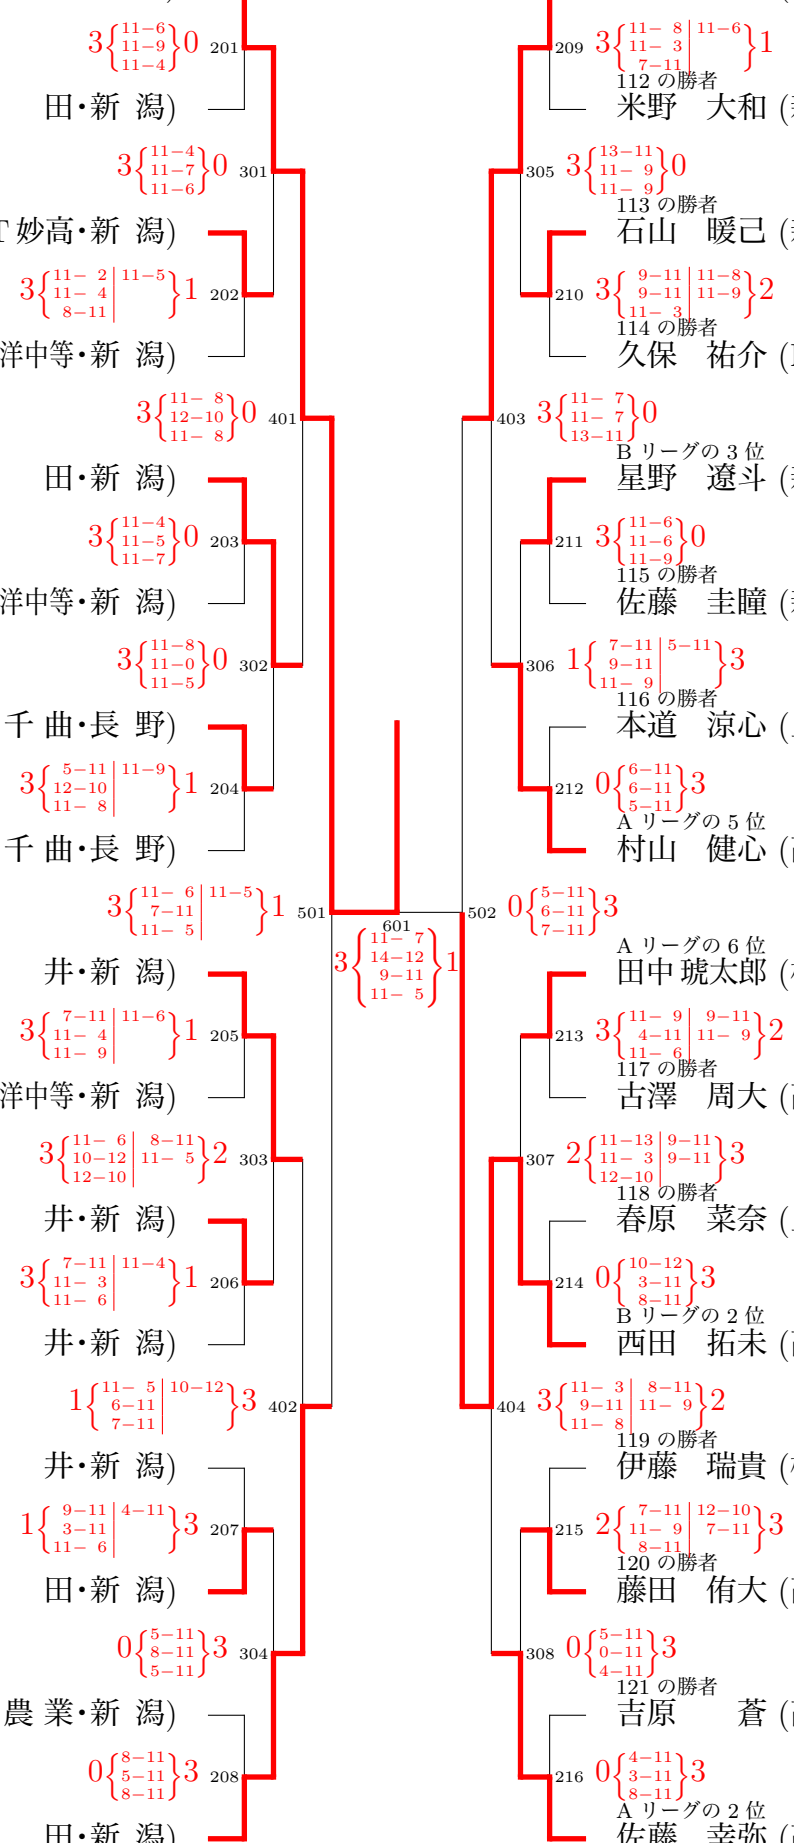 3{11−6 11−9 11−4}0 201
209 3{11− 8 11− 3 7−11 | 11−6}1
112 の勝者
田・新 潟)
米野 大和 (
3{11−4 11−7 11−6}0 301
305 3{13−11 11− 9 11− 9}0
113 の勝者
妙高・新 潟)
石山 暖己 (
3{11− 2 11− 4 8−11 | 11−5}1 202
210 3{9−11 9−11 11− 3 | 11−8 11−9}2
114 の勝者
洋中等・新 潟)
久保 祐介 (
3{11− 8 12−10 11− 8}0 401
403 3{11− 7 11− 7 13−11}0
B リーグの 3 位
田・新 潟)
星野 遼斗 (
3{11−4 11−5 11−7}0 203
211 3{11−6 11−6 11−9}0
115 の勝者
洋中等・新 潟)
佐藤 圭瞳 (
3{11−8 11−0 11−5}0 302
306 1{7−11 9−11 11− 9 | 5−11}3
116 の勝者
千 曲・長 野)
本道 涼心 (
3{5−11 12−10 11− 8 | 11−9}1 204
212 0{6−11 6−11 5−11}3
A リーグの 5 位
千 曲・長 野)
村山 健心 (
3{11− 6 7−11 11− 5 | 11−5}1 501
502 0{5−11 6−11 7−11}3
601
3{11− 7 14−12 9−11 11− 5}1
A リーグの 6 位
井・新 潟)
田中 琥太郎 (
3{7−11 11− 4 11− 9 | 11−6}1 205
213 3{11− 9 4−11 11− 6 | 9−11 11− 9}2
117 の勝者
洋中等・新 潟)
古澤 周大 (
3{11− 6 10−12 12−10 | 8−11 11− 5}2 303
307 2{11−13 11− 3 12−10 | 9−11 9−11}3
118 の勝者
井・新 潟)
春原 菜奈 (
3{7−11 11− 3 11− 6 | 11−4}1 206
214 0{10−12 3−11 8−11}3
B リーグの 2 位
井・新 潟)
西田 拓未 (
1{11− 5 6−11 7−11 | 10−12}3 402
404 3{11− 3 9−11 11− 8 | 8−11 11− 9}2
119 の勝者
井・新 潟)
伊藤 瑞貴 (
1{9−11 3−11 11− 6 | 4−11}3 207
215 2{7−11 11− 9 8−11 | 12−10 7−11}3
120 の勝者
田・新 潟)
藤田 侑大 (
0{5−11 8−11 5−11}3 304
308 0{5−11 0−11 4−11}3
121 の勝者
農 業・新 潟)
吉原 蒼 (
0{8−11 5−11 8−11}3 208
216 0{4−11 3−11 8−11}3
A リーグの 2 位
田・新 潟)
佐藤 幸弥 (